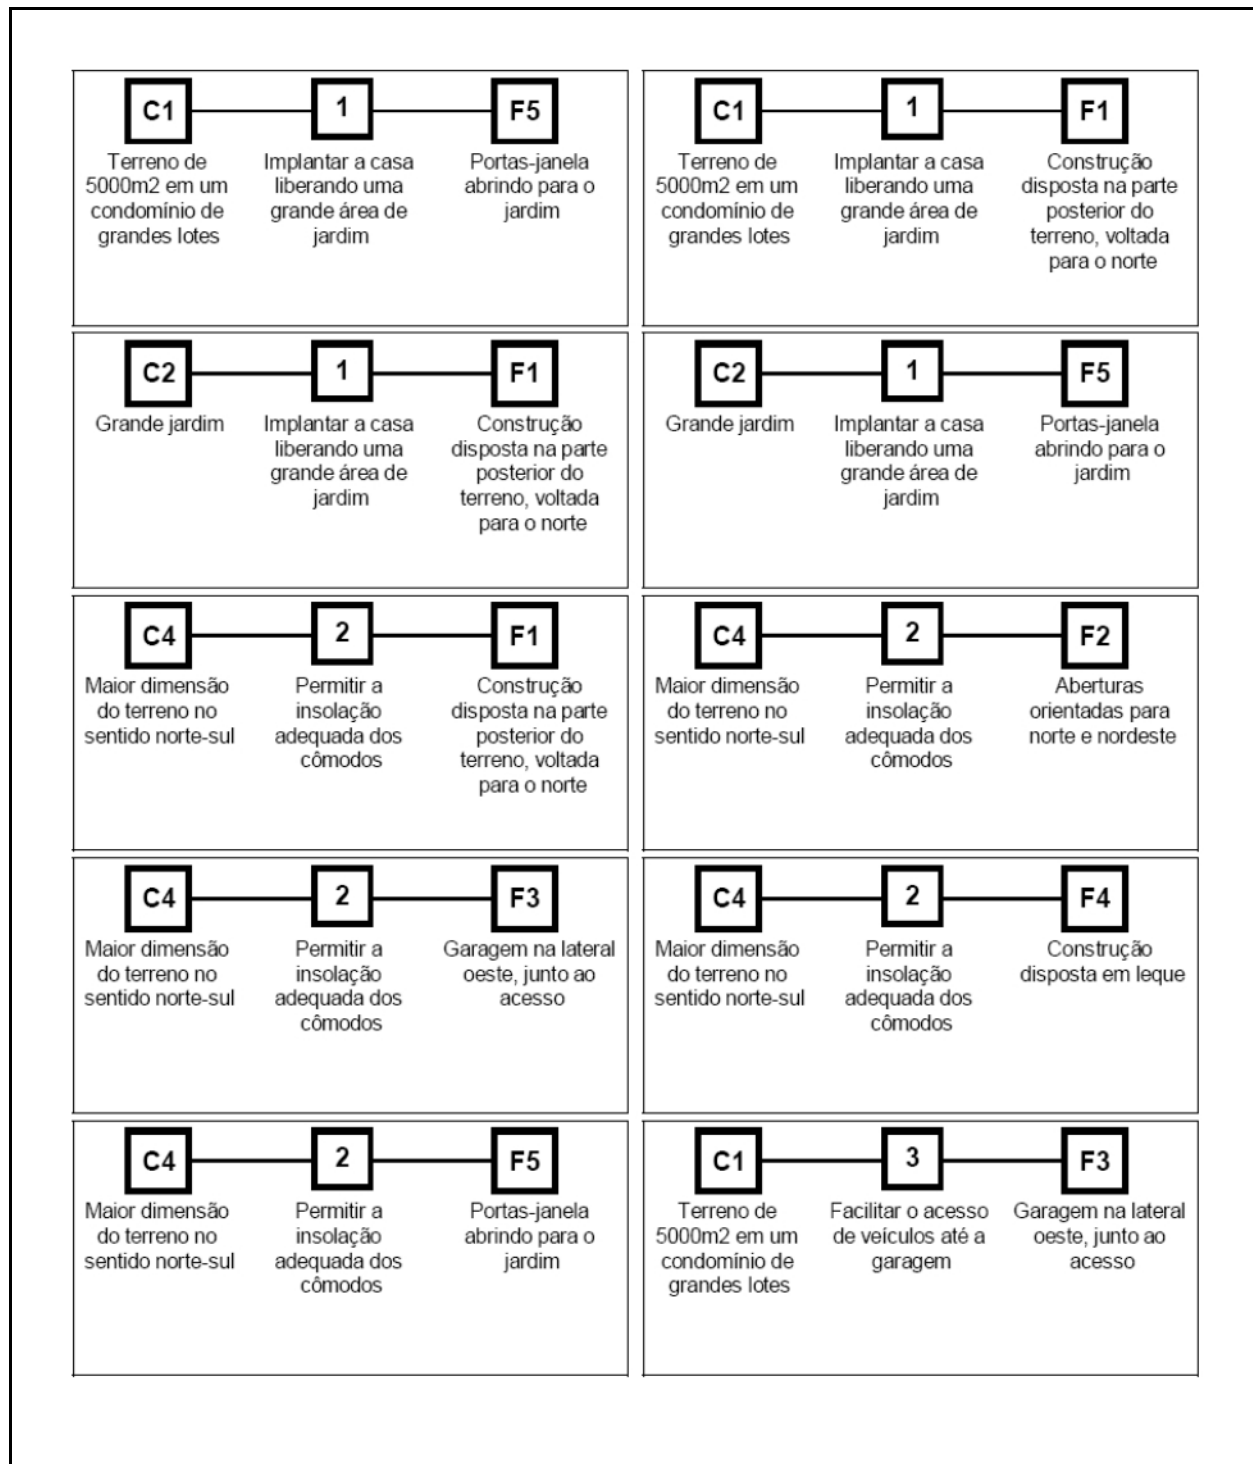 C1
1
F5
Terreno de
5000m2 em um
condomínio de
grandes lotes
Implantar a casa
liberando uma
grande área de
jardim
Portas-janela
abrindo para o
jardim
C1
1
F1
Terreno de
5000m2 em um
condomínio de
grandes lotes
Implantar a casa
liberando uma
grande área de
jardim
Construção
disposta na parte
posterior do
terreno, voltada
para o norte
C2
1
F1
Grande jardim
Implantar a casa
liberando uma
grande área de
jardim
Construção
disposta na parte
posterior do
terreno, voltada
para o norte
C2
1
F5
Grande jardim
Implantar a casa
liberando uma
grande área de
jardim
Portas-janela
abrindo para o
jardim
C4
2
F1
Maior dimensão
do terreno no
sentido norte-sul
Permitir a
insolação
adequada dos
cômodos
Construção
disposta na parte
posterior do
terreno, voltada
para o norte
C4
2
F2
Maior dimensão
do terreno no
sentido norte-sul
Permitir a
insolação
adequada dos
cômodos
Aberturas
orientadas para
norte e nordeste
C4
2
F3
Maior dimensão
do terreno no
sentido norte-sul
Permitir a
insolação
adequada dos
cômodos
Garagem na lateral
oeste, junto ao
acesso
C4
2
F4
Maior dimensão
do terreno no
sentido norte-sul
Permitir a
insolação
adequada dos
cômodos
Construção
disposta em leque
C4
2
F5
Maior dimensão
do terreno no
sentido norte-sul
Permitir a
insolação
adequada dos
cômodos
Portas-janela
abrindo para o
jardim
C1
3
F3
Terreno de
5000m2 em um
condomínio de
grandes lotes
Facilitar o acesso
de veículos até a
garagem
Garagem na lateral
oeste, junto ao
acesso